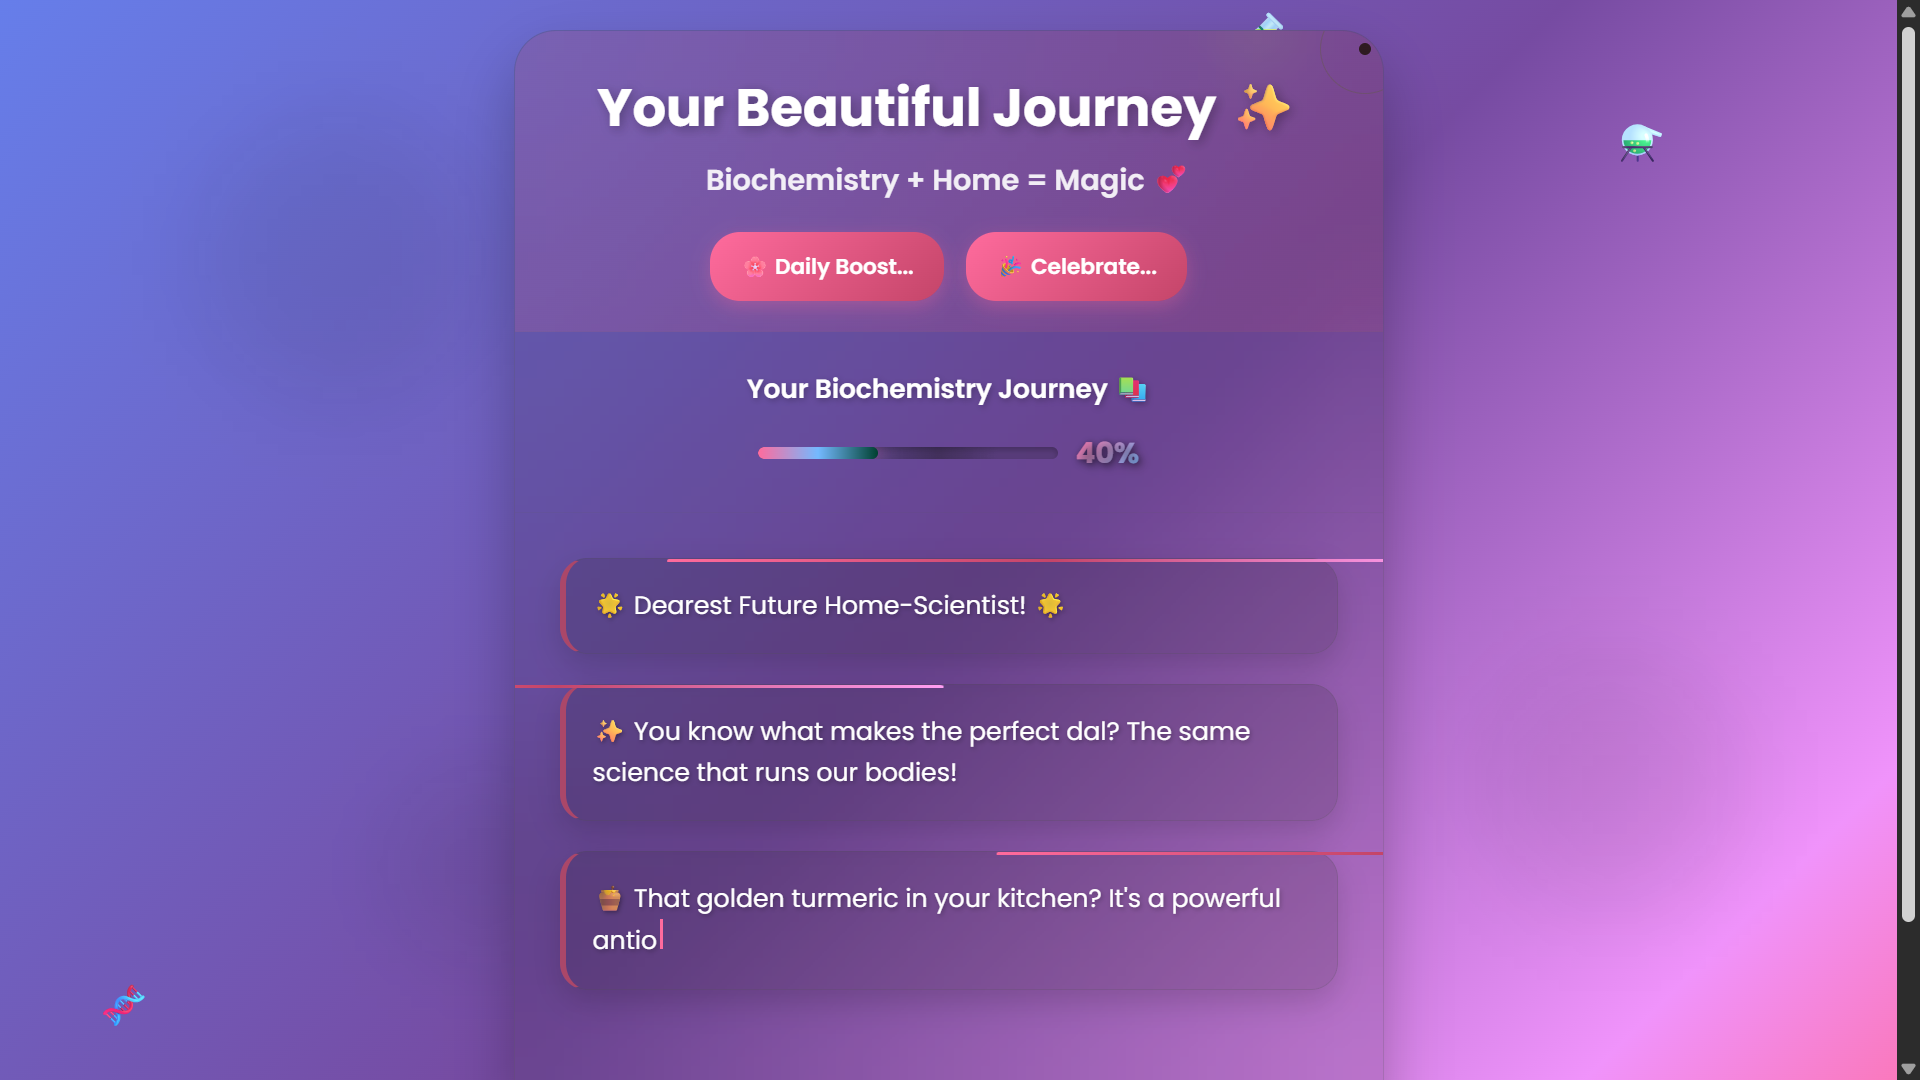 Your Beautiful Journey ✨
Biochemistry + Home = Magic 💕
🌸 Daily Boost...
🎉 Celebrate...
Your Biochemistry Journey 📚
40%
🌟 Dearest Future Home-Scientist! 🌟
✨ You know what makes the perfect dal? The same
science that runs our bodies!
🍯 That golden turmeric in your kitchen? It's a powerful
antio